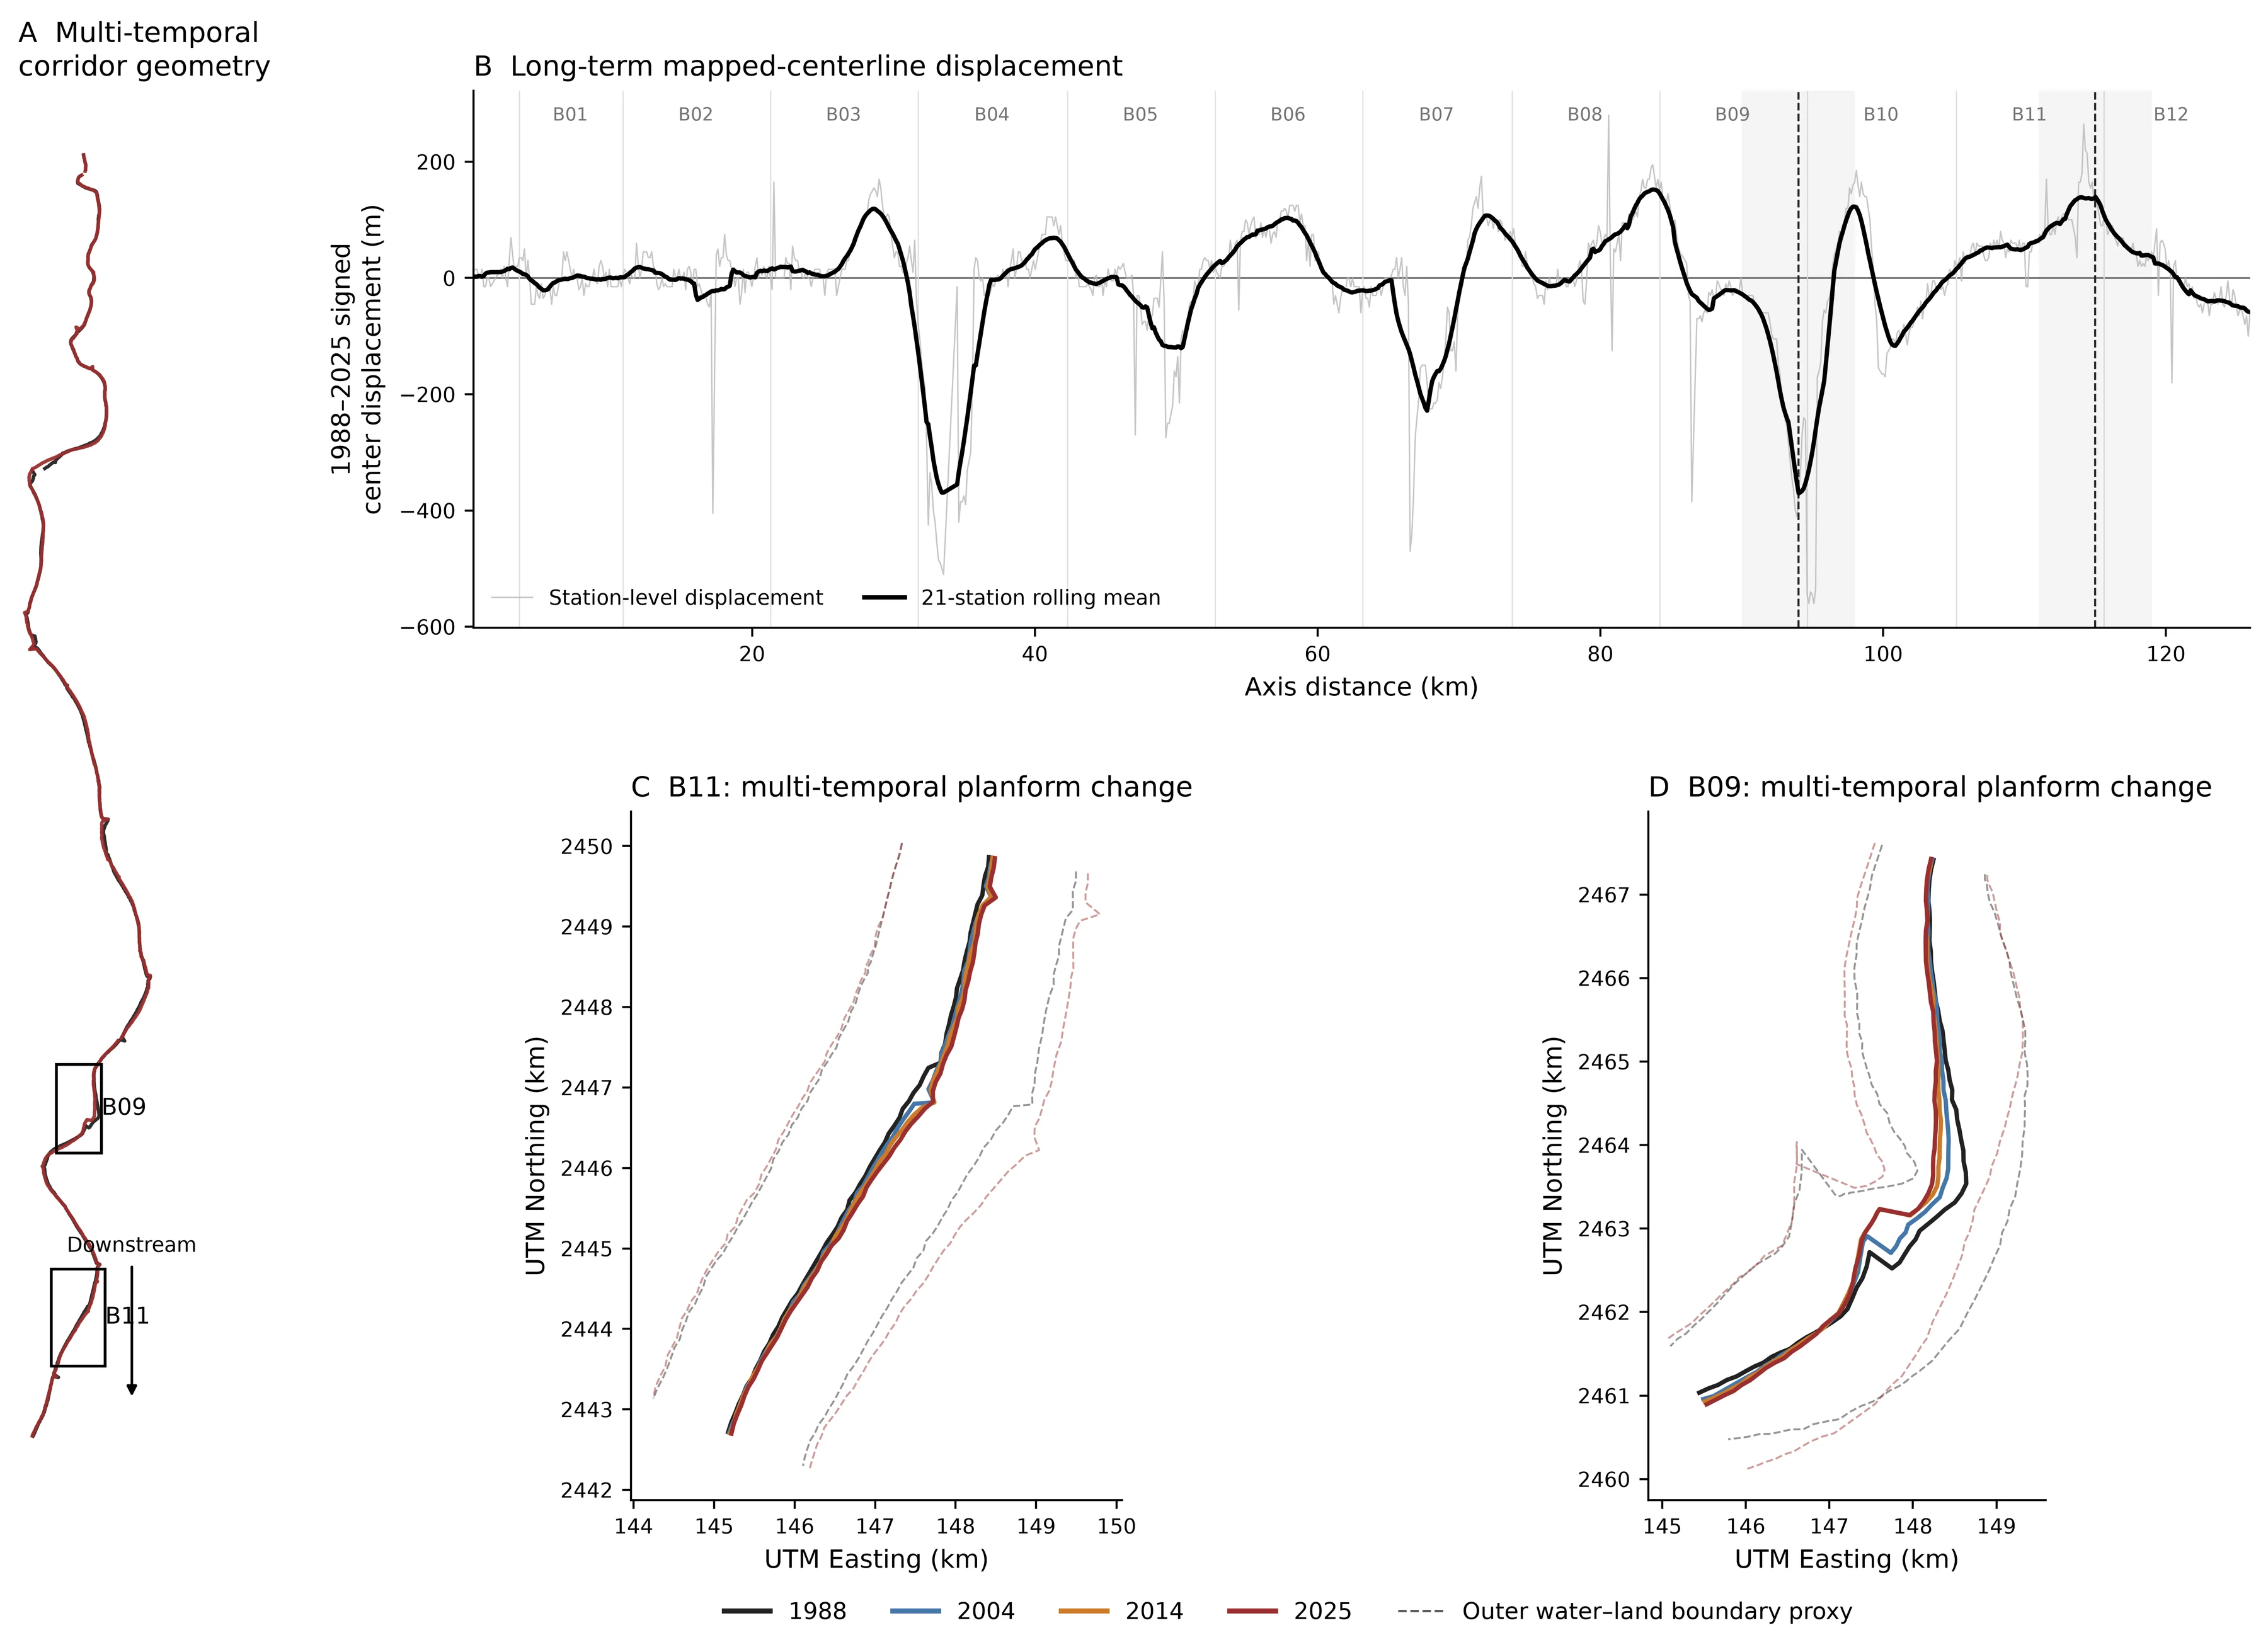 A Multi-temporal
corridor geometry
B09
Downstream
B11
B Long-term mapped-centerline displacement
B01 B02 B03 B04 B05 B06 B07 B08 B09 B10 B11 B12
1988–2025 signed
center displacement (m)
200
0
−200
−400
−600
Station-level displacement
21-station rolling mean
20 40 60 80 100 120
Axis distance (km)
C B11: multi-temporal planform change
UTM Northing (km)
2450
2449
2448
2447
2446
2445
2444
2443
2442
144 145 146 147 148 149 150
UTM Easting (km)
D B09: multi-temporal planform change
UTM Northing (km)
2467
2466
2465
2464
2463
2462
2461
2460
145 146 147 148 149
UTM Easting (km)
1988 2004 2014 2025 Outer water–land boundary proxy